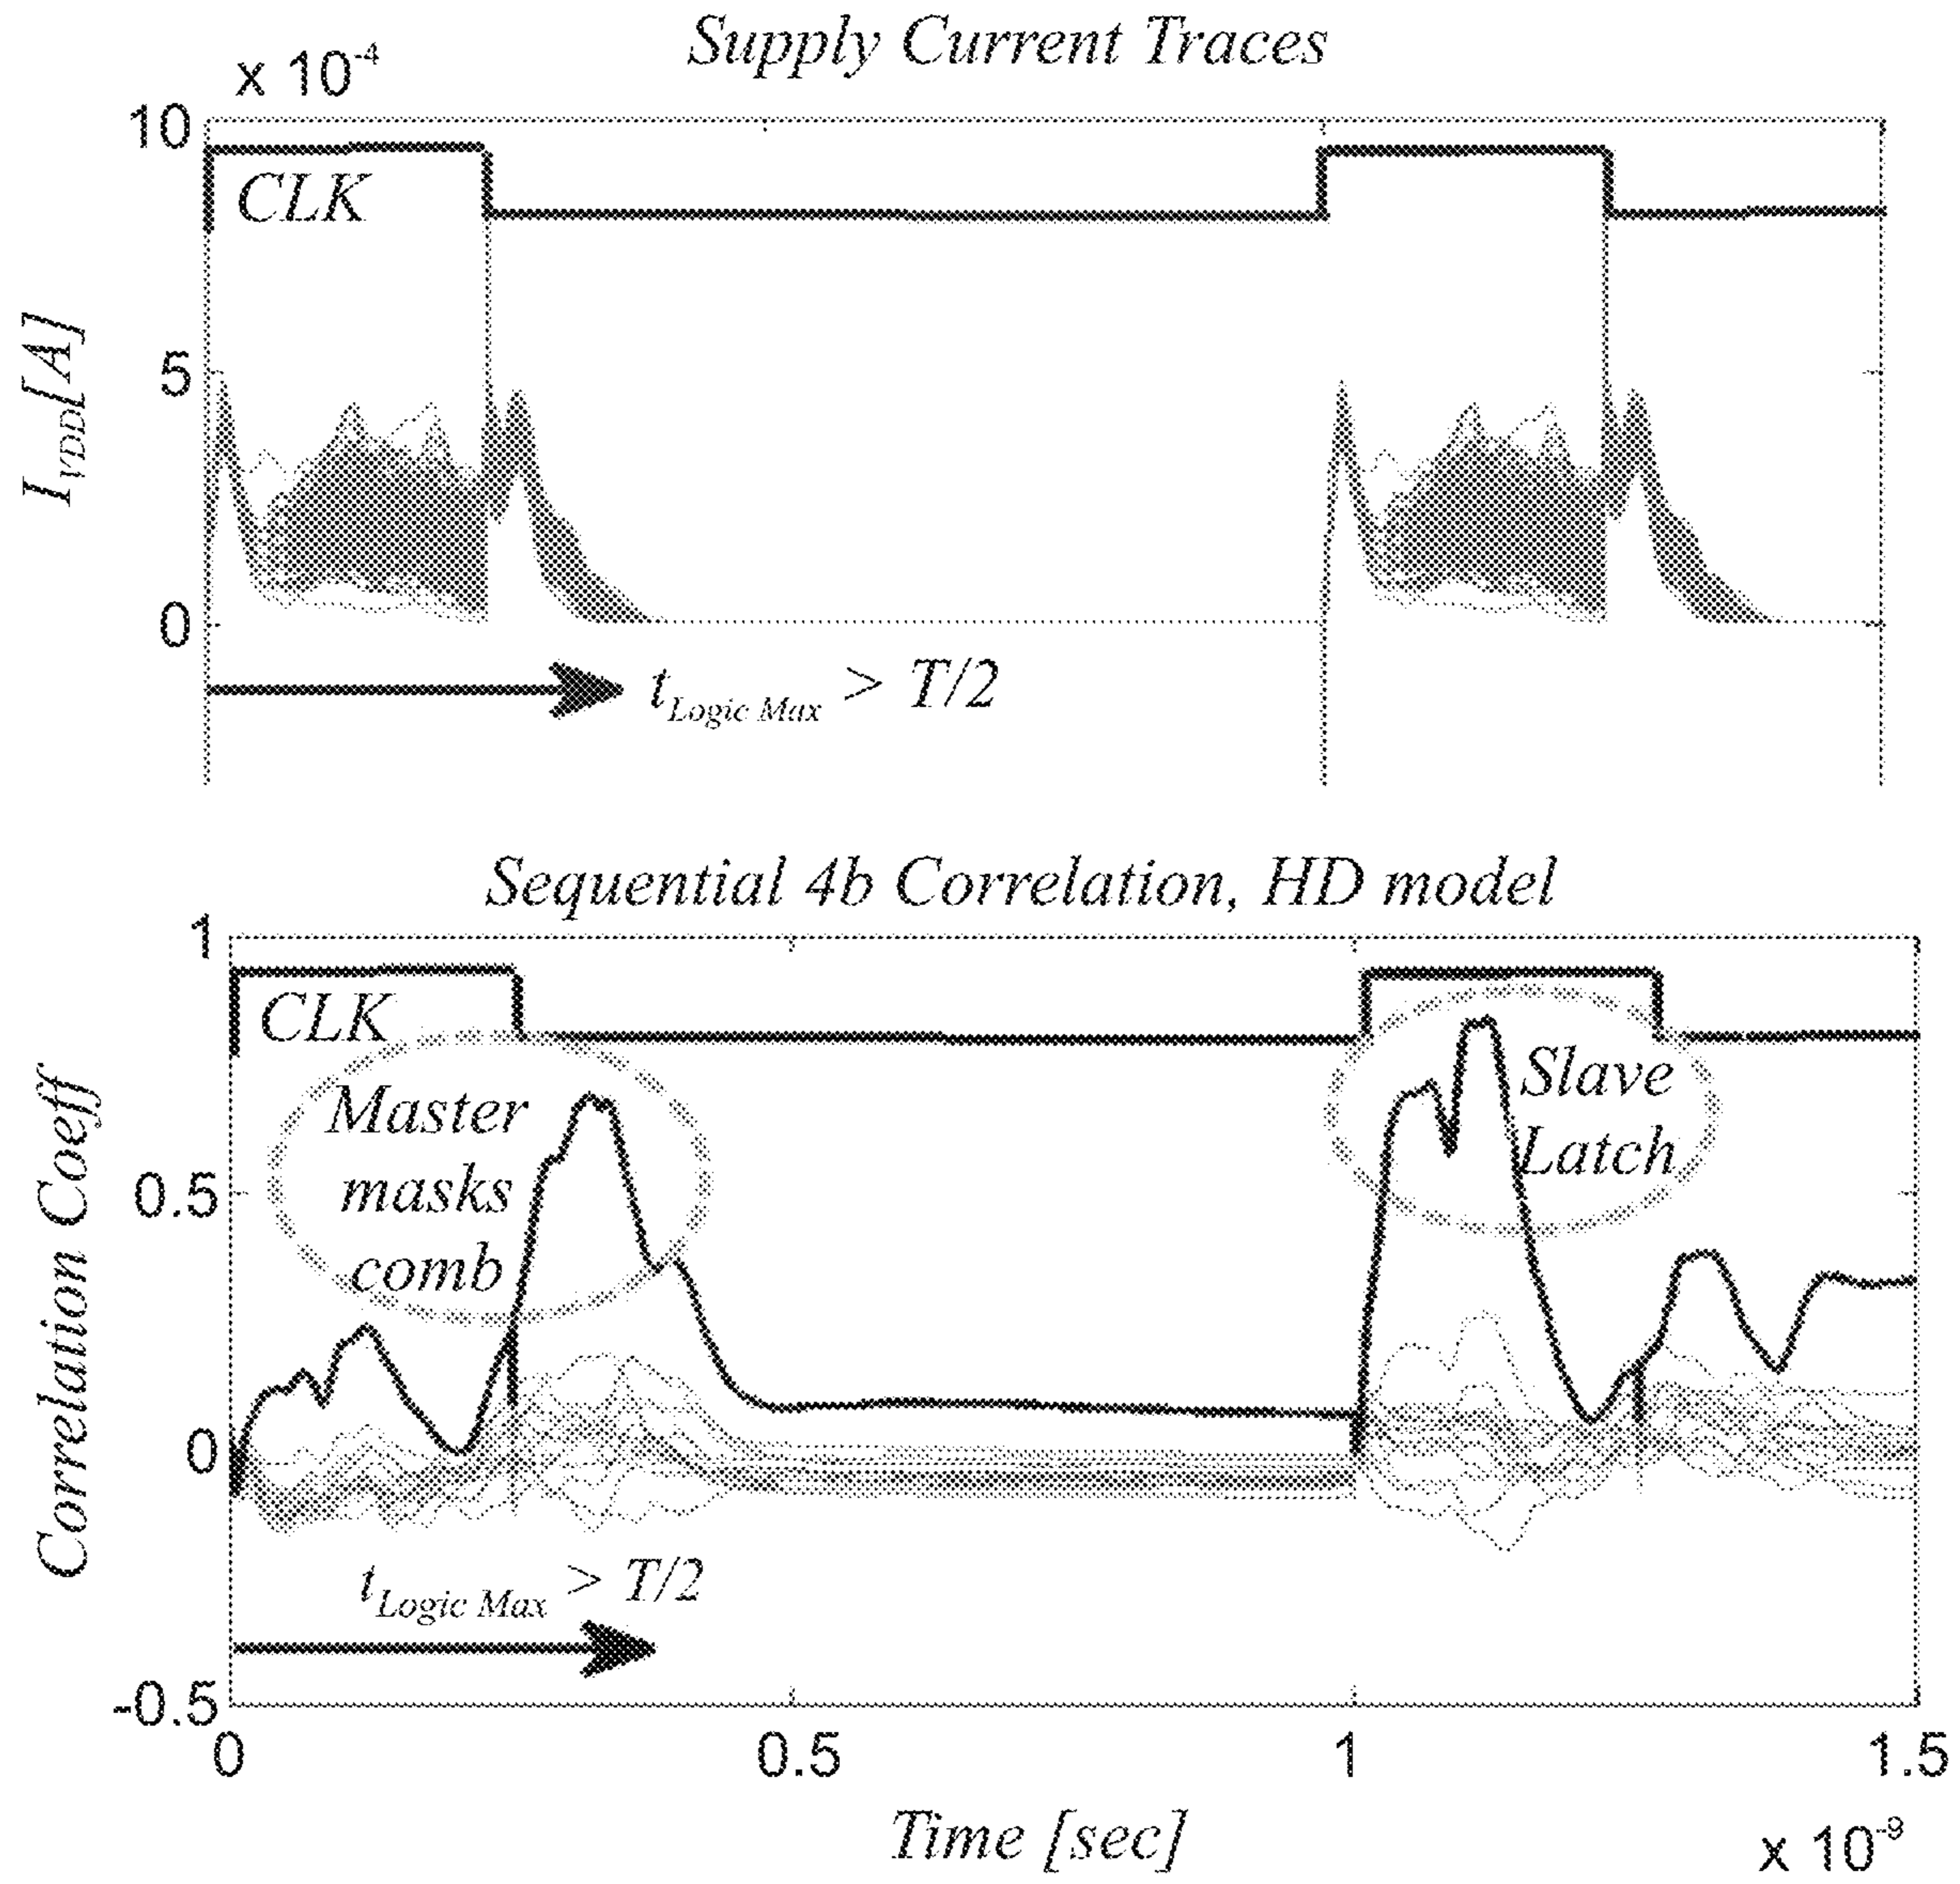 Supply Current Traces
x 10^-4
10
CLK
5
I_VDD[A]
0
t_Logic Max > T/2
Sequential 4b Correlation, HD model
1
CLK
Master
masks
comb
Slave
Latch
0.5
Correlation Coeff
0
t_Logic Max > T/2
-0.5
0 0.5 1 1.5
Time [sec]
x 10^-9